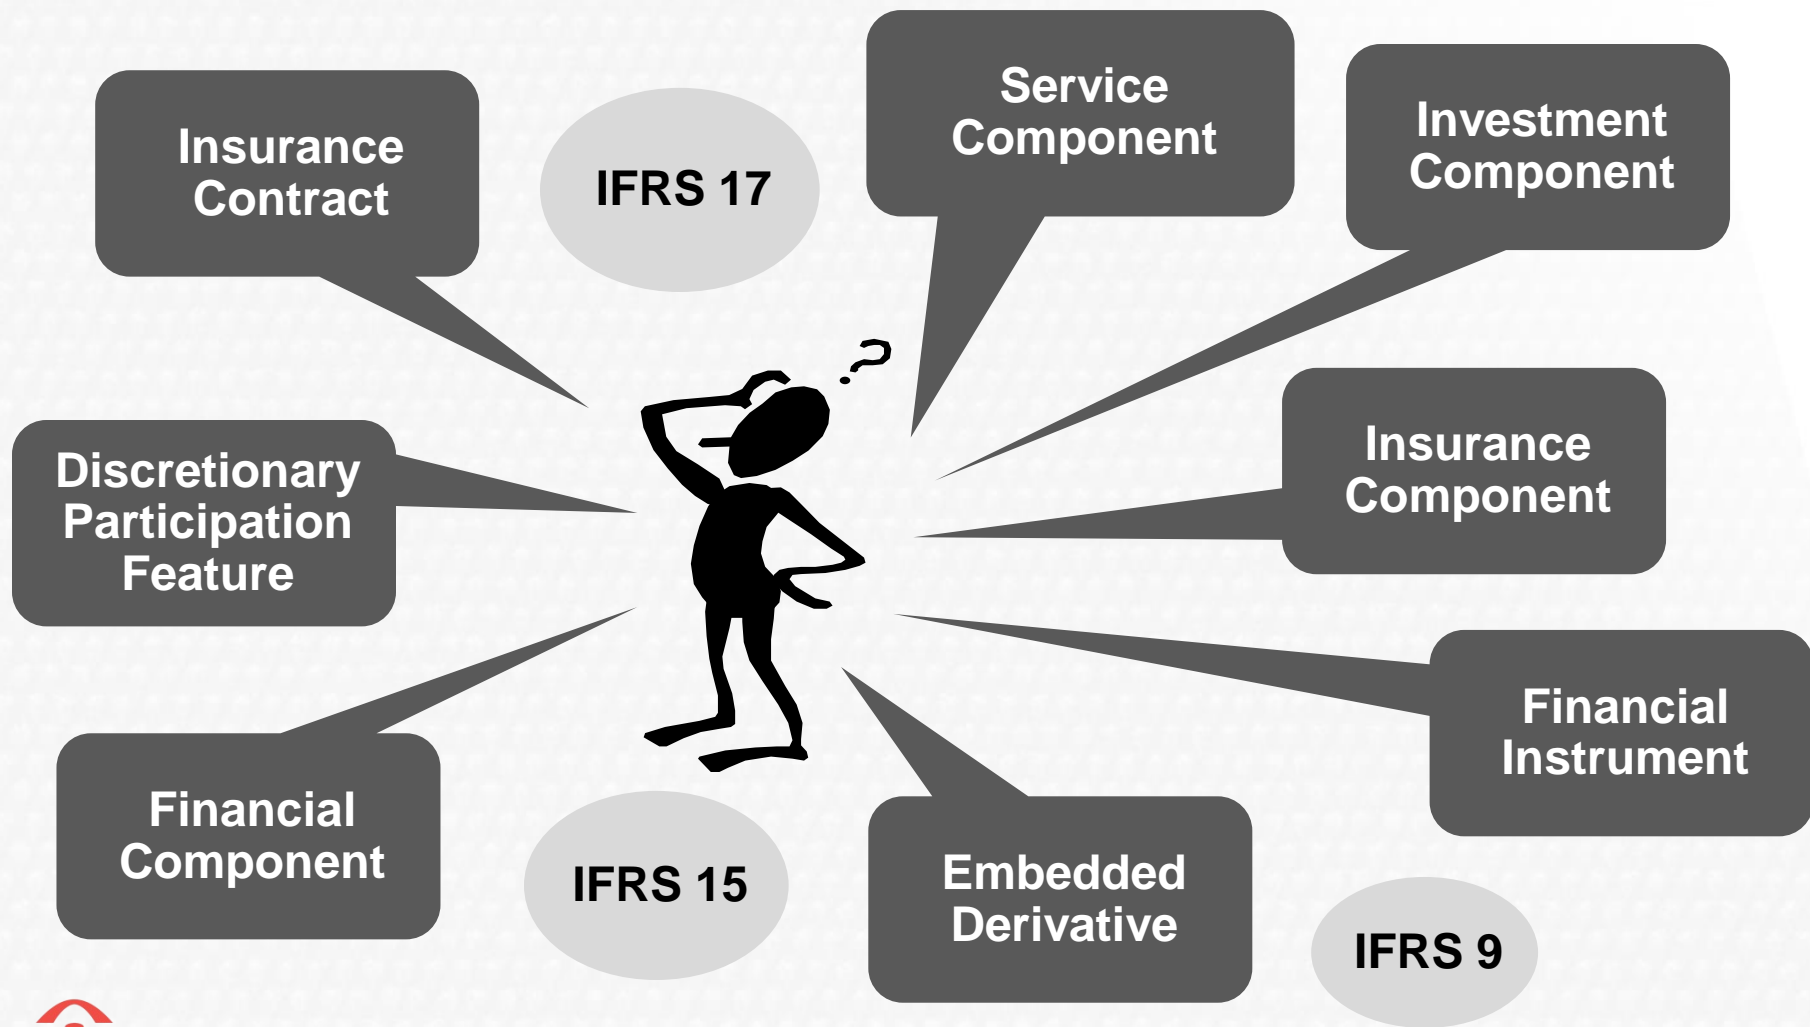 Insurance
Contract
IFRS 17
Service
Component
Investment
Component
Discretionary
Participation
Feature
Insurance
Component
Financial
Component
IFRS 15
Embedded
Derivative
Financial
Instrument
IFRS 9
?